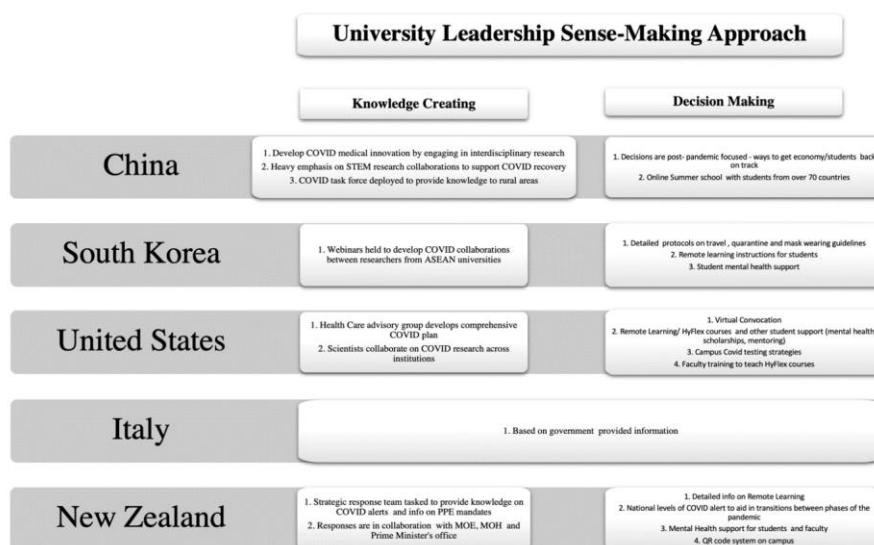 University Leadership Sense-Making Approach
Knowledge Creating
Decision Making
China
1. Develop COVID medical innovation by engaging in interdisciplinary research
2. Heavy emphasis on STEM research collaborations to support COVID recovery
3. COVID task force deployed to provide knowledge to rural areas
1. Decisions are post- pandemic focused - ways to get economy/students back
on track
2. Online Summer school with students from over 70 countries
South Korea
1. Webinars held to develop COVID collaborations
between researchers from ASEAN universities
1. Detailed protocols on travel , quarantine and mask wearing guidelines
2. Remote learning instructions for students
3. Student mental health support
United States
1. Health Care advisory group develops comprehensive
COVID plan
2. Scientists collaborate on COVID research across
institutions
1. Virtual Convocation
2. Remote Learning/ HyFlex courses and other student support (mental health,
scholarships, mentoring)
3. Campus Covid testing strategies
4. Faculty training to teach HyFlex courses
Italy
1. Based on government provided information
New Zealand
1. Strategic response team tasked to provide knowledge on
COVID alerts and info on PPE mandates
2. Responses are in collaboration with MOE, MOH and
Prime Minister's office
1. Detailed info on Remote Learning
2. National levels of COVID alert to aid in transitions between phases of the
pandemic
3. Mental Health support for students and faculty
4. QR code system on campus